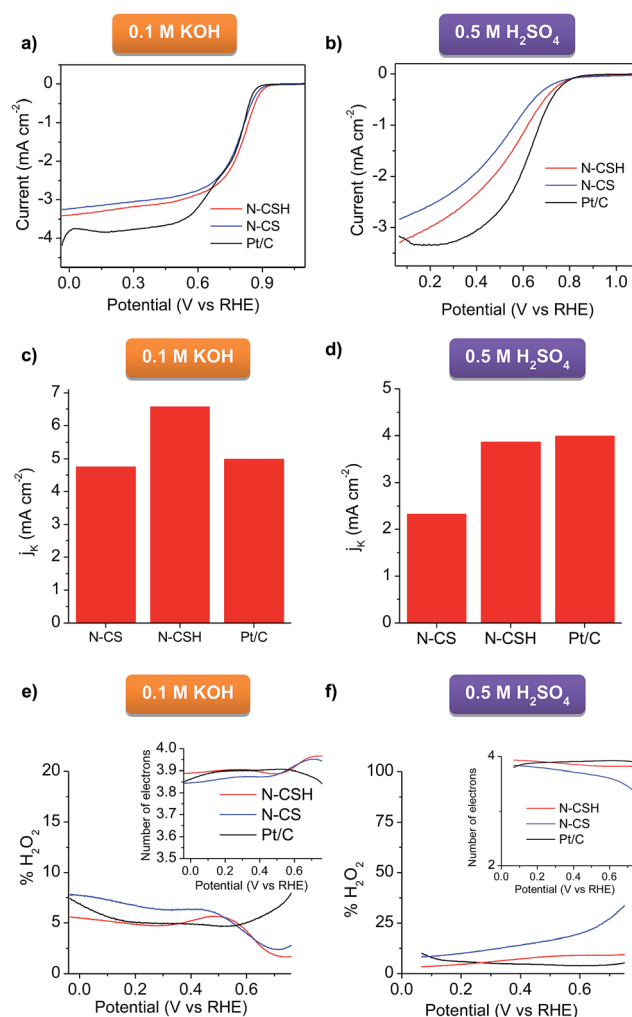 0.1 M KOH
0.5 M H₂SO₄
a)
b)
0
-1
-2
-3
-4
Current (mA cm⁻²)
N-CSH
N-CS
Pt/C
0.0 0.3 0.6 0.9
Potential (V vs RHE)
0
-1
-2
-3
Current (mA cm⁻²)
N-CSH
N-CS
Pt/C
0.2 0.4 0.6 0.8 1.0
Potential (V vs RHE)
c)
0.1 M KOH
d)
0.5 M H₂SO₄
7
6
5
4
3
2
1
0
jK (mA cm⁻²)
N-CS N-CSH Pt/C
5
4
3
2
1
0
jK (mA cm⁻²)
N-CS N-CSH Pt/C
e)
0.1 M KOH
f)
0.5 M H₂SO₄
20
15
10
5
0
% H₂O₂
0.0 0.2 0.4 0.6
Potential (V vs RHE)
4.0
3.9
3.8
3.7
3.6
3.5
Number of electrons
N-CSH
N-CS
Pt/C
0.0 0.2 0.4 0.6
Potential (V vs RHE)
100
75
50
25
0
% H₂O₂
0.0 0.2 0.4 0.6
Potential (V vs RHE)
4
2
Number of electrons
N-CSH
N-CS
Pt/C
0.0 0.2 0.4 0.6
Potential (V vs RHE)